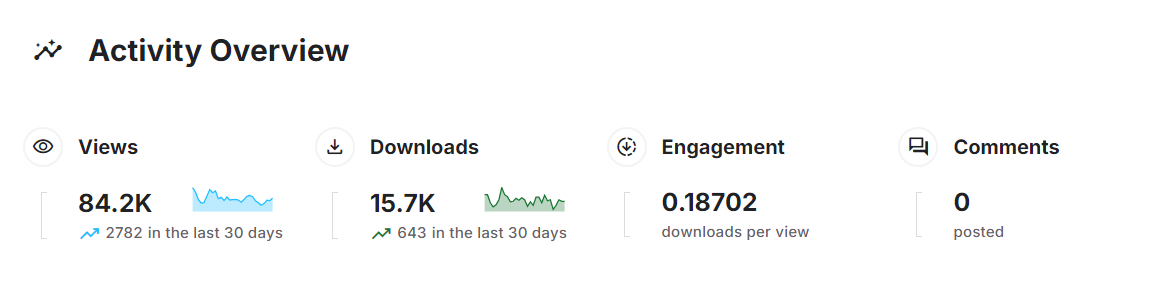 Activity Overview
Views
84.2K
2782 in the last 30 days
Downloads
15.7K
643 in the last 30 days
Engagement
0.18702
downloads per view
Comments
0
posted